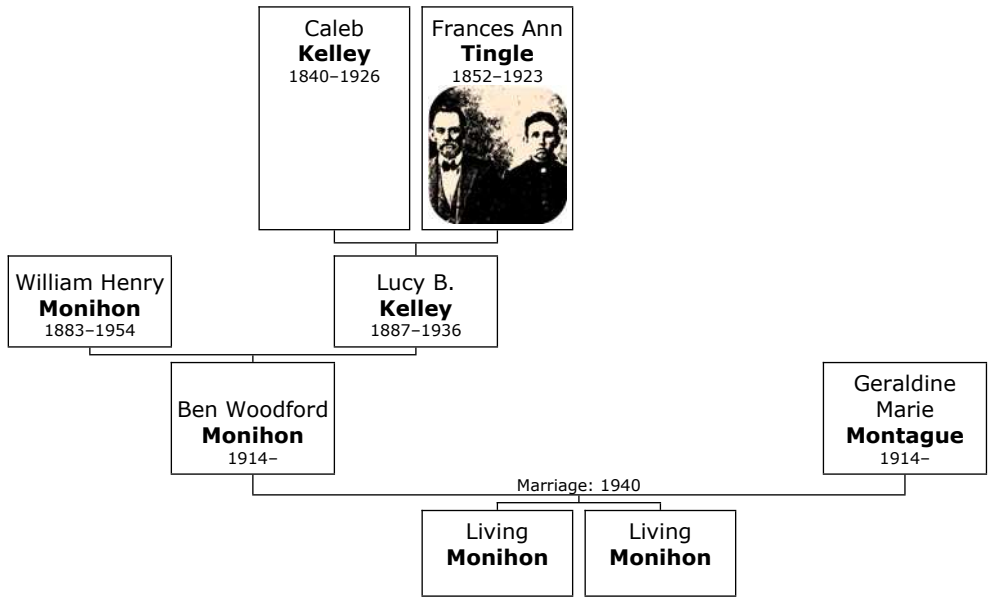 Caleb
Kelley
1840–1926
Frances Ann
Tingle
1852–1923
William Henry
Monihon
1883–1954
Lucy B.
Kelley
1887–1936
Ben Woodford
Monihon
1914–
Geraldine
Marie
Montague
1914–
Marriage: 1940
Living
Monihon
Living
Monihon